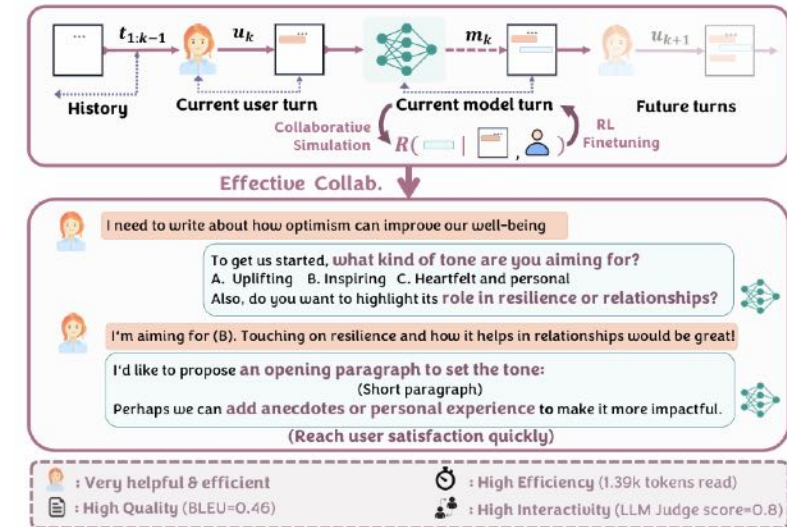 t1:k−1
uk
mk
uk+1
History
Current user turn
Current model turn
Future turns
Collaborative
Simulation
R( | , )
RL
Finetuning
Effective Collab.
I need to write about how optimism can improve our well-being
To get us started, what kind of tone are you aiming for?
A. Uplifting B. Inspiring C. Heartfelt and personal
Also, do you want to highlight its role in resilience or relationships?
I'm aiming for (B). Touching on resilience and how it helps in relationships would be great!
I'd like to propose an opening paragraph to set the tone:
(Short paragraph)
Perhaps we can add anecdotes or personal experience to make it more impactful.
(Reach user satisfaction quickly)
: Very helpful & efficient
: High Efficiency (1.39k tokens read)
: High Quality (BLEU=0.46)
: High Interactivity (LLM Judge score=0.8)